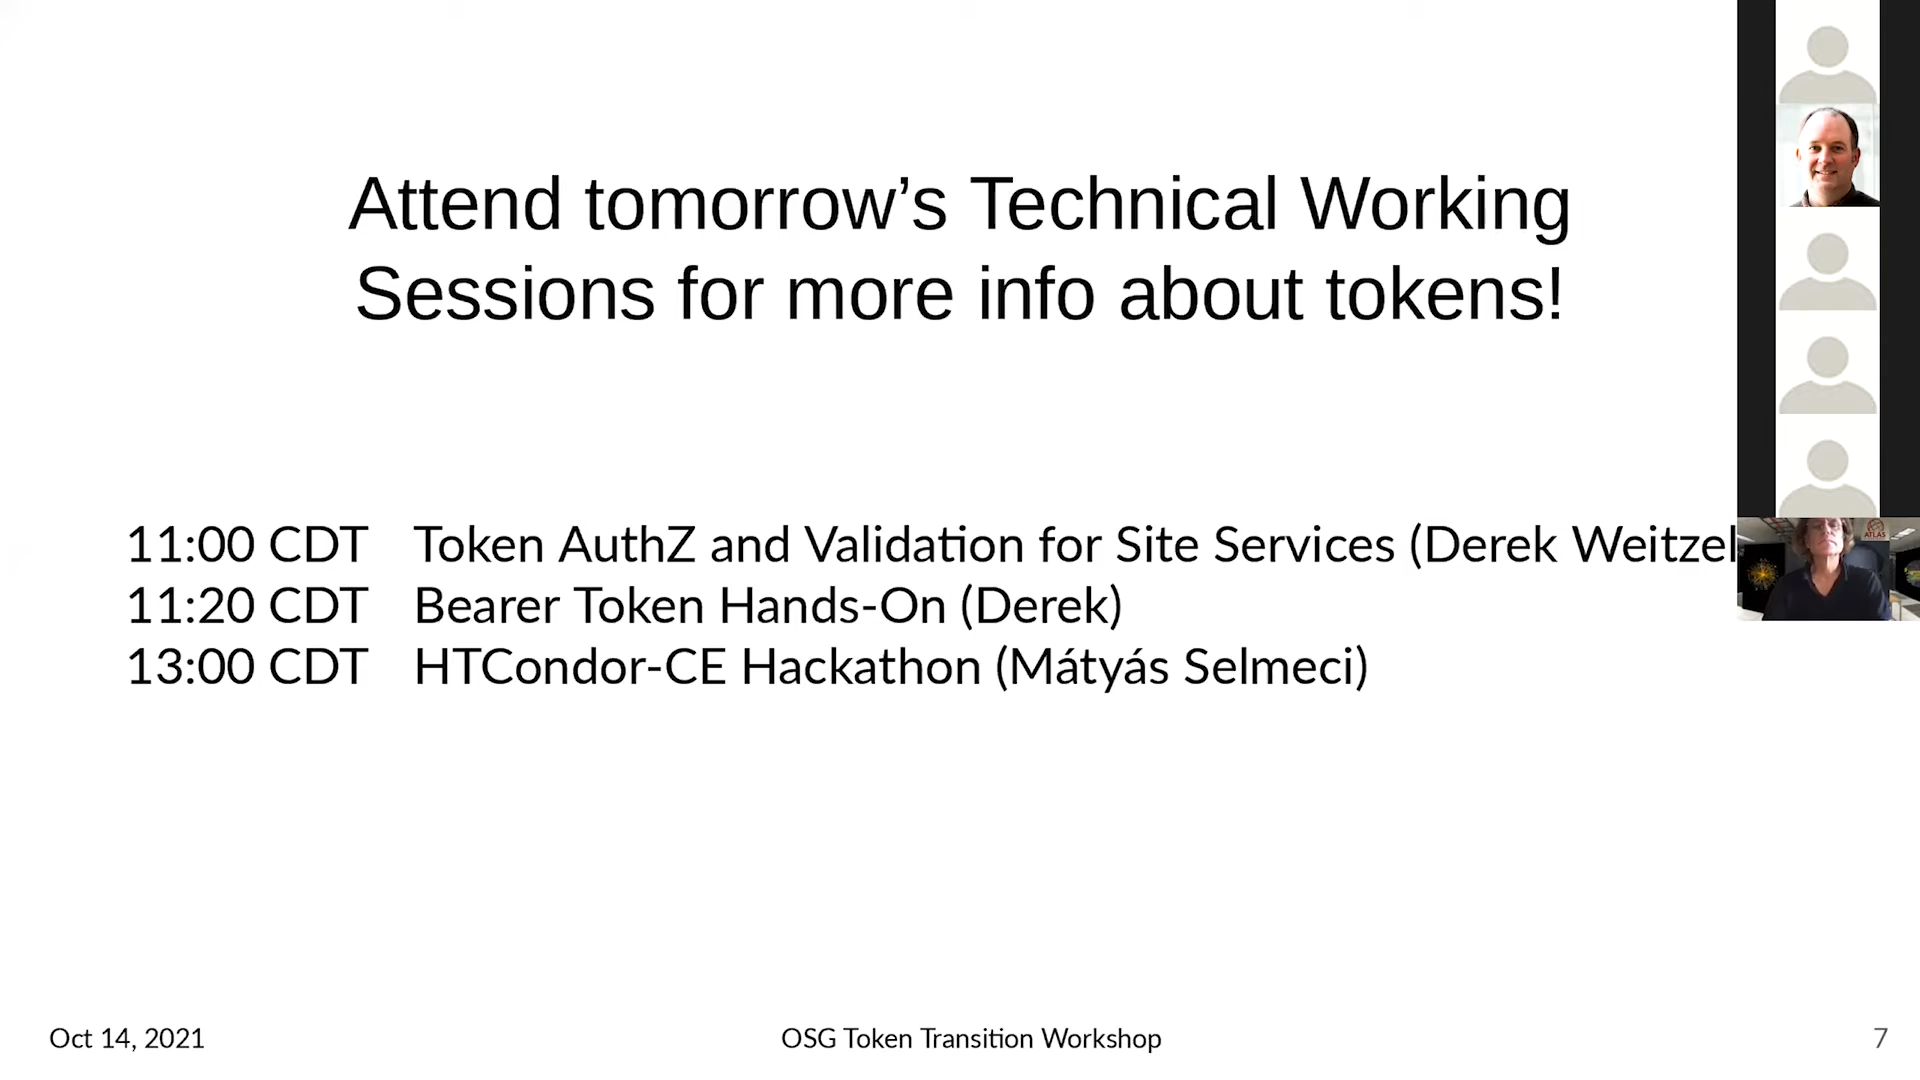 Attend tomorrow’s Technical Working
Sessions for more info about tokens!
11:00 CDT Token AuthZ and Validation for Site Services (Derek Weitzel
11:20 CDT Bearer Token Hands-On (Derek)
13:00 CDT HTCondor-CE Hackathon (Mátyás Selmeci)
ATLAS
Oct 14, 2021 OSG Token Transition Workshop 7